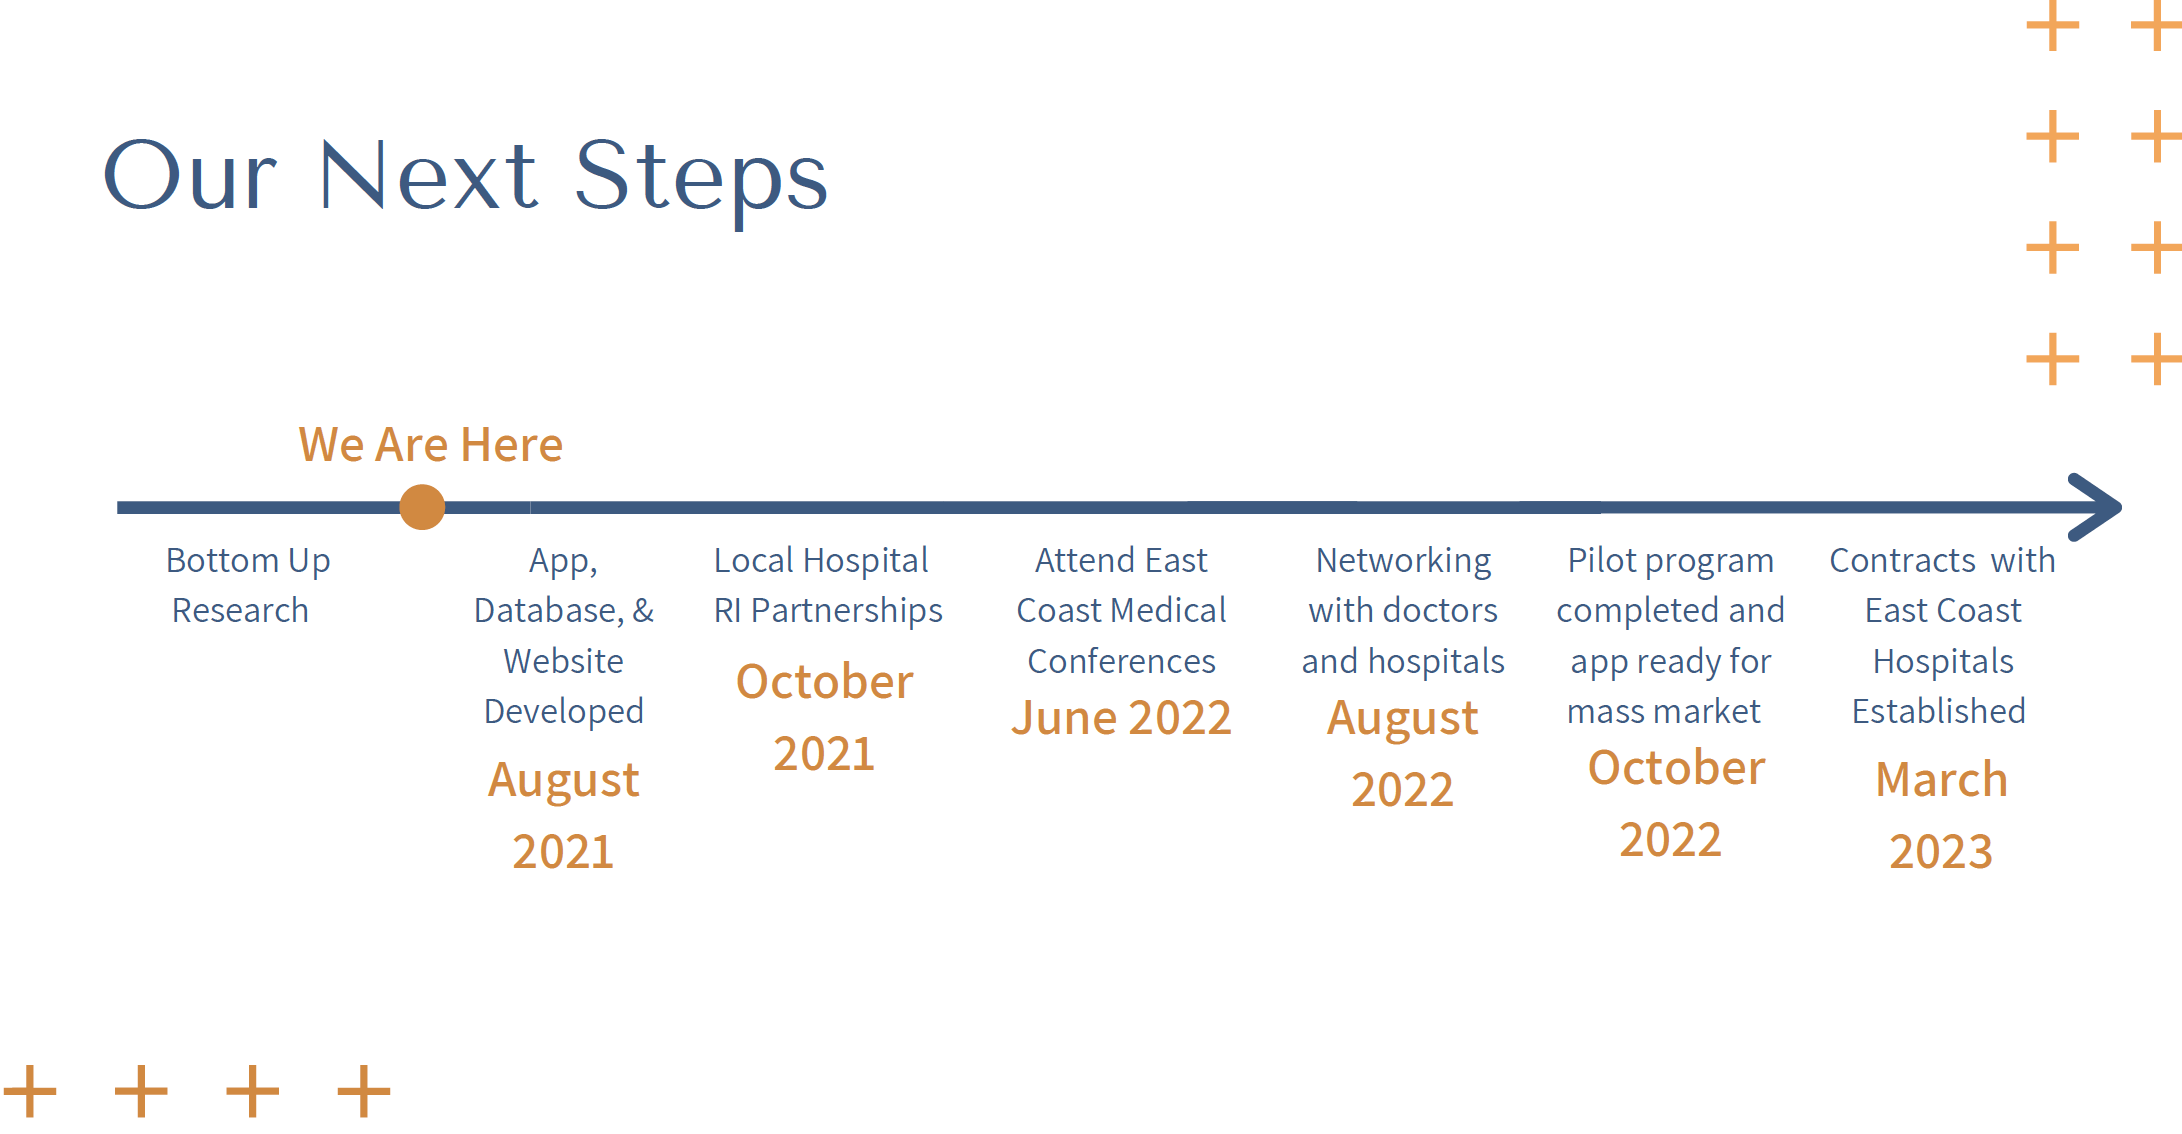 Our Next Steps
We Are Here
Bottom Up
Research
App,
Database, &
Website
Developed
August
2021
Local Hospital
RI Partnerships
October
2021
Attend East
Coast Medical
Conferences
June 2022
Networking
with doctors
and hospitals
August
2022
Pilot program
completed and
app ready for
mass market
October
2022
Contracts with
East Coast
Hospitals
Established
March
2023